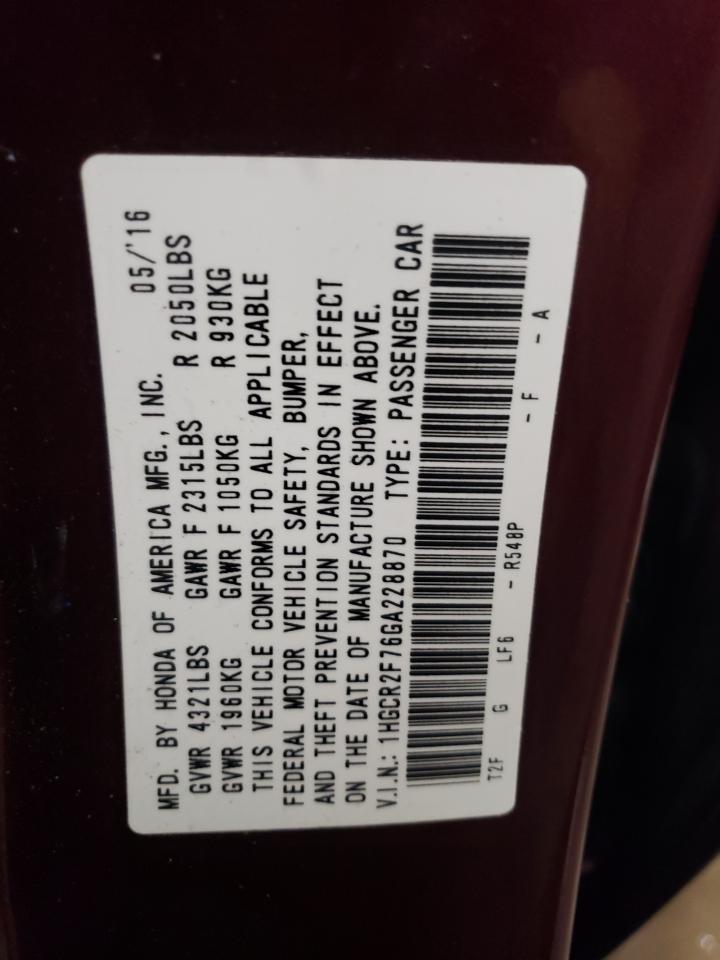 MFD. BY HONDA OF AMERICA MFG., INC. 05/'16
GVWR 4321LBS GAWR F 2315LBS R 2050LBS
GVWR 1960KG GAWR F 1050KG R 930KG
THIS VEHICLE CONFORMS TO ALL APPLICABLE
FEDERAL MOTOR VEHICLE SAFETY, BUMPER,
AND THEFT PREVENTION STANDARDS IN EFFECT
ON THE DATE OF MANUFACTURE SHOWN ABOVE.
V.I.N.: 1HGCR2F76GA228870 TYPE: PASSENGER CAR
T2F G LF6 - R548P - F - A